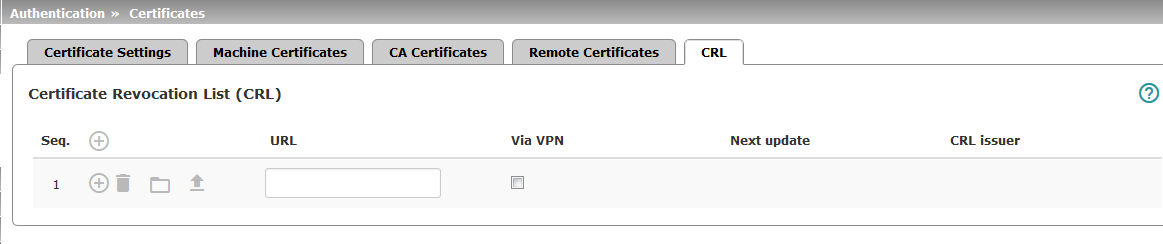 Authentication » Certificates
Certificate Settings Machine Certificates CA Certificates Remote Certificates CRL
Certificate Revocation List (CRL)
?
Seq. URL Via VPN Next update CRL issuer
1